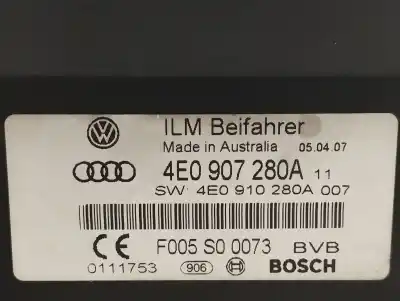 ILM Beifahrer
Made in Australia 05.04.07
4E0 907 280A 11
SW: 4E0 910 280A 007
CE F005 S0 0073 BVB
0111753 906 BOSCH